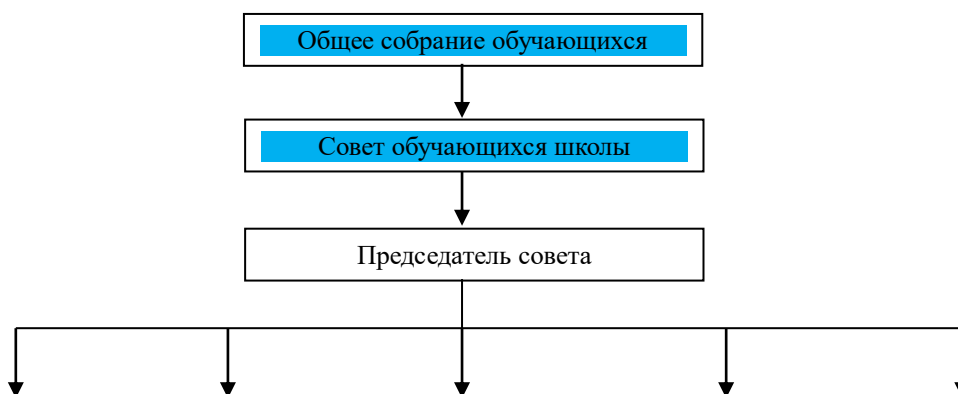 Общее собрание обучающихся
Совет обучающихся школы
Председатель совета